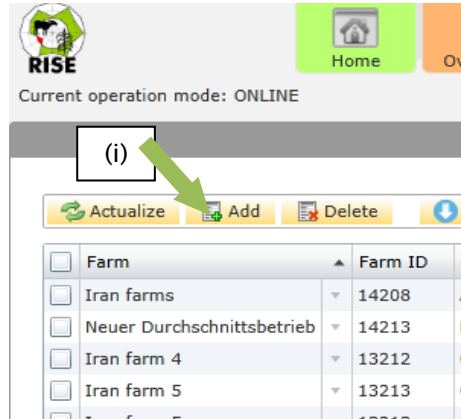 RISE
Home
Ov
Current operation mode: ONLINE
(i)
Actualize Add Delete
Farm Farm ID
Iran farms 14208
Neuer Durchschnittsbetrieb 14213
Iran farm 4 13212
Iran farm 5 13213